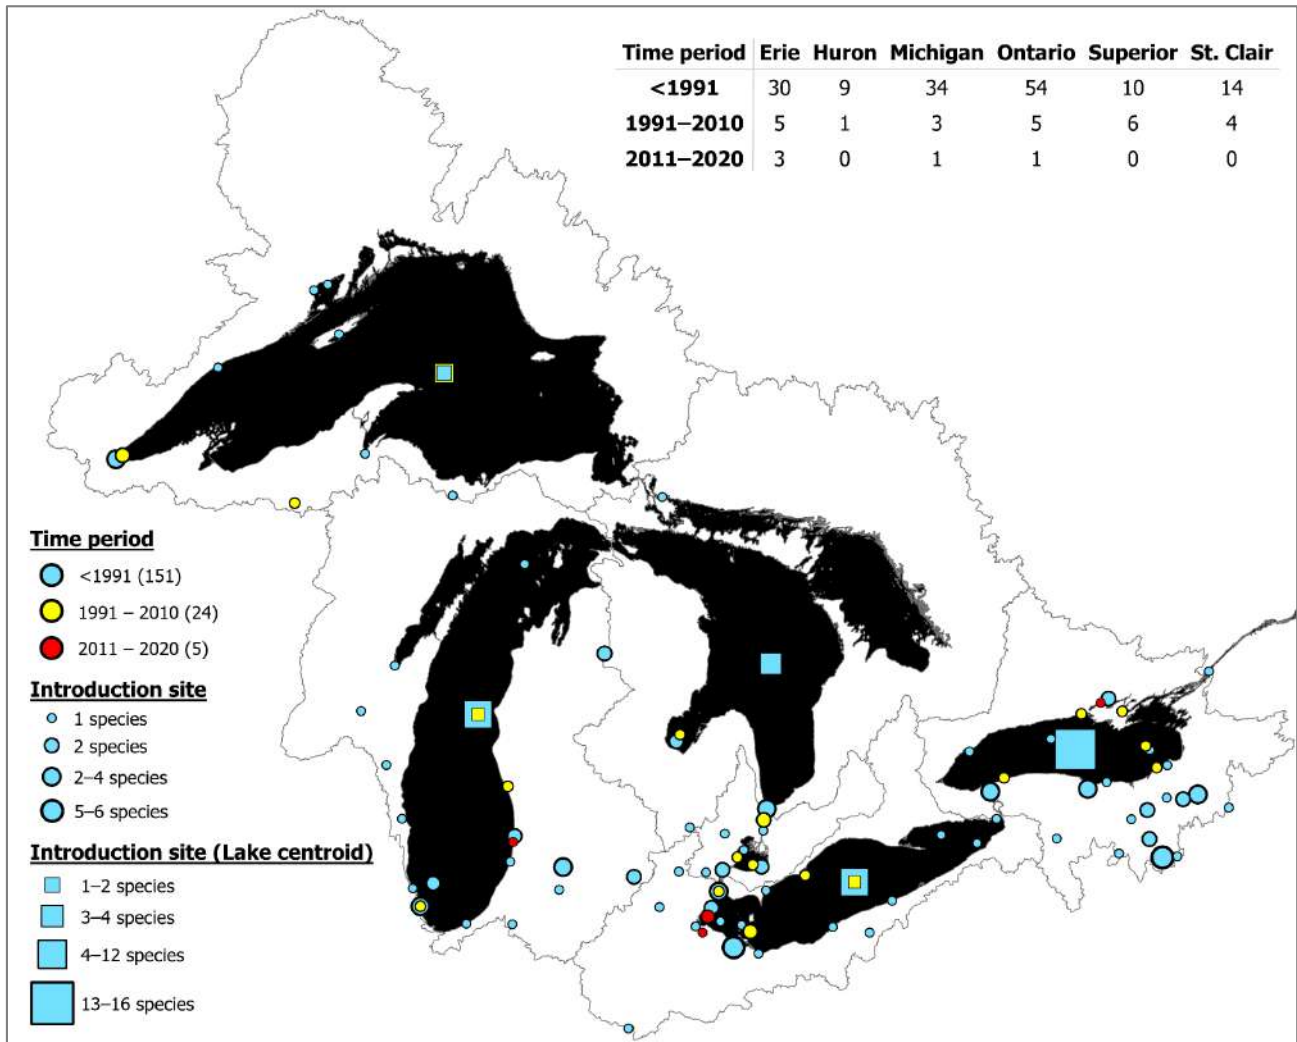 Time period Erie Huron Michigan Ontario Superior St. Clair
<1991 30 9 34 54 10 14
1991–2010 5 1 3 5 6 4
2011–2020 3 0 1 1 0 0
Time period
<1991 (151)
1991 – 2010 (24)
2011 – 2020 (5)
Introduction site
1 species
2 species
2–4 species
5–6 species
Introduction site (Lake centroid)
1–2 species
3–4 species
4–12 species
13–16 species